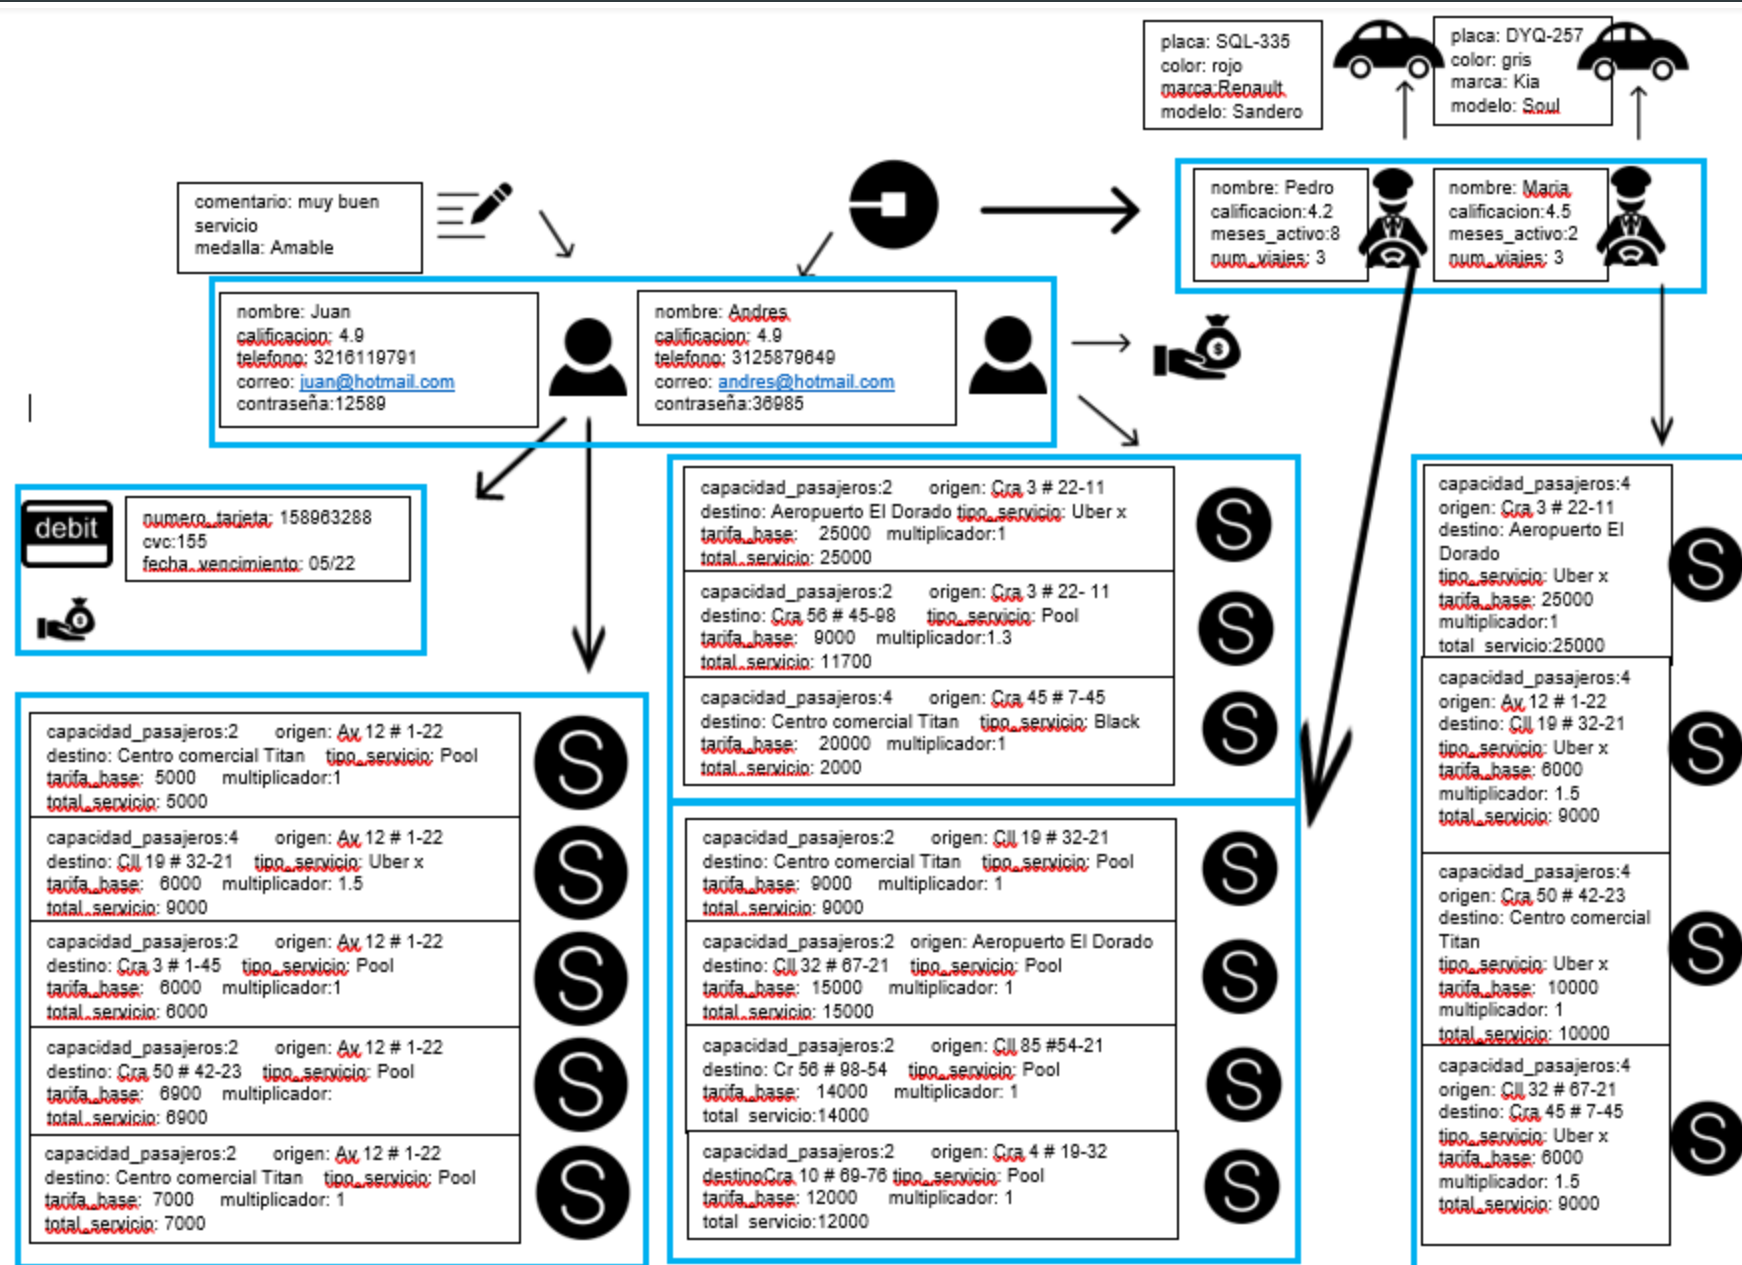 placa: SQL-335
color: rojo
marca:Renault
modelo: Sandero
placa: DYQ-257
color: gris
marca: Kia
modelo: Soul
comentario: muy buen
servicio
medalla: Amable
nombre: Pedro
calificacion:4.2
meses_activo:8
num_viajes: 3
nombre: Maria
calificacion:4.5
meses_activo:2
num_viajes: 3
nombre: Juan
calificacion: 4.9
telefono: 3216119791
correo: juan@hotmail.com
contraseña:12589
nombre: Andres
calificacion: 4.9
telefono: 3125879649
correo: andres@hotmail.com
contraseña:36985
debit
numero_tarjeta: 158963288
cvc:155
fecha_vencimiento: 05/22
capacidad_pasajeros:2 origen: Av 12 # 1-22
destino: Centro comercial Titan tipo_servicio: Pool
tarifa_base: 5000 multiplicador:1
total_servicio: 5000
S
capacidad_pasajeros:4 origen: Av 12 # 1-22
destino: Cll 19 # 32-21 tipo_servicio: Uber x
tarifa_base: 6000 multiplicador: 1.5
total_servicio: 9000
S
capacidad_pasajeros:2 origen: Av 12 # 1-22
destino: Cra 3 # 1-45 tipo_servicio: Pool
tarifa_base: 6000 multiplicador:1
total_servicio: 6000
S
capacidad_pasajeros:2 origen: Av 12 # 1-22
destino: Cra 50 # 42-23 tipo_servicio: Pool
tarifa_base: 6900 multiplicador:
total_servicio: 6900
S
capacidad_pasajeros:2 origen: Av 12 # 1-22
destino: Centro comercial Titan tipo_servicio: Pool
tarifa_base: 7000 multiplicador: 1
total_servicio: 7000
S
capacidad_pasajeros:2 origen: Cra 3 # 22-11
destino: Aeropuerto El Dorado tipo_servicio: Uber x
tarifa_base: 25000 multiplicador:1
total_servicio: 25000
S
capacidad_pasajeros:2 origen: Cra 3 # 22- 11
destino: Cra 56 # 45-98 tipo_servicio: Pool
tarifa_base: 9000 multiplicador:1.3
total_servicio: 11700
S
capacidad_pasajeros:4 origen: Cra 45 # 7-45
destino: Centro comercial Titan tipo_servicio: Black
tarifa_base: 20000 multiplicador:1
total_servicio: 2000
S
capacidad_pasajeros:2 origen: Cll 19 # 32-21
destino: Centro comercial Titan tipo_servicio: Pool
tarifa_base: 9000 multiplicador: 1
total_servicio: 9000
S
capacidad_pasajeros:2 origen: Aeropuerto El Dorado
destino: Cll 32 # 67-21 tipo_servicio: Pool
tarifa_base: 15000 multiplicador: 1
total_servicio: 15000
S
capacidad_pasajeros:2 origen: Cll 85 #54-21
destino: Cr 56 # 98-54 tipo_servicio: Pool
tarifa_base: 14000 multiplicador: 1
total_servicio:14000
S
capacidad_pasajeros:2 origen: Cra 4 # 19-32
destinoCra 10 # 69-76 tipo_servicio: Pool
tarifa_base: 12000 multiplicador: 1
total_servicio:12000
S
capacidad_pasajeros:4
origen: Cra 3 # 22-11
destino: Aeropuerto El
Dorado
tipo_servicio: Uber x
tarifa_base: 25000
multiplicador:1
total_servicio:25000
S
capacidad_pasajeros:4
origen: Av 12 # 1-22
destino: Cll 19 # 32-21
tipo_servicio: Uber x
tarifa_base: 6000
multiplicador: 1.5
total_servicio: 9000
S
capacidad_pasajeros:4
origen: Cra 50 # 42-23
destino: Centro comercial
Titan
tipo_servicio: Uber x
tarifa_base: 10000
multiplicador: 1
total_servicio: 10000
S
capacidad_pasajeros:4
origen: Cll 32 # 67-21
destino: Cra 45 # 7-45
tipo_servicio: Uber x
tarifa_base: 6000
multiplicador: 1.5
total_servicio: 9000
S